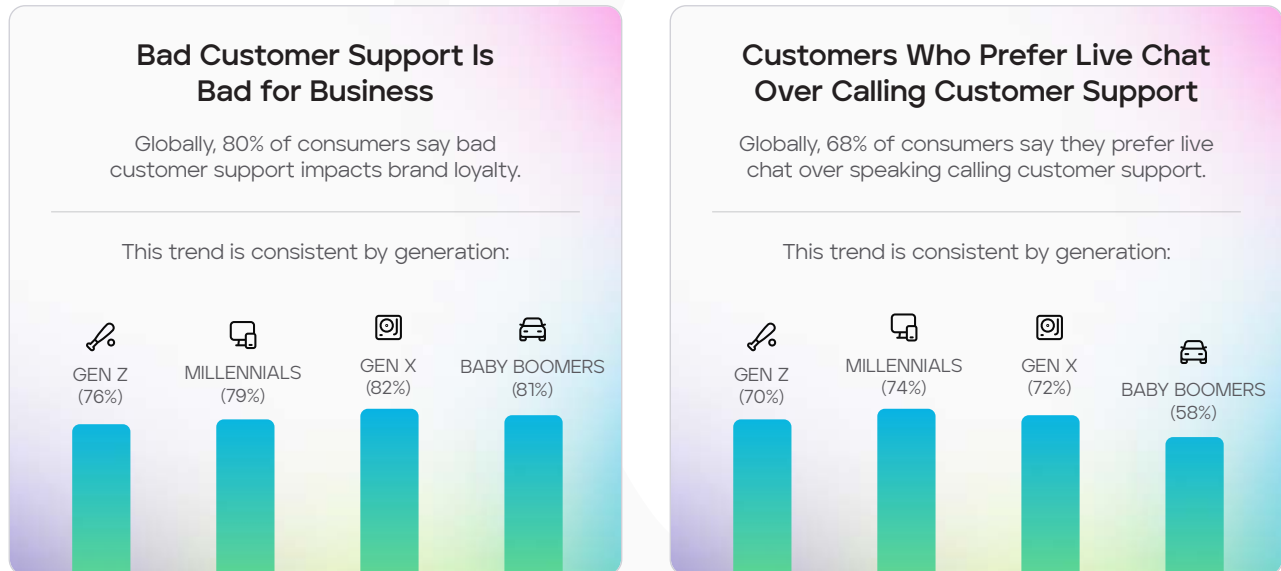 Bad Customer Support Is
Bad for Business
Globally, 80% of consumers say bad
customer support impacts brand loyalty.
This trend is consistent by generation:
GEN Z
(76%)
MILLENNIALS
(79%)
GEN X
(82%)
BABY BOOMERS
(81%)
Customers Who Prefer Live Chat
Over Calling Customer Support
Globally, 68% of consumers say they prefer live
chat over speaking calling customer support.
This trend is consistent by generation:
GEN Z
(70%)
MILLENNIALS
(74%)
GEN X
(72%)
BABY BOOMERS
(58%)